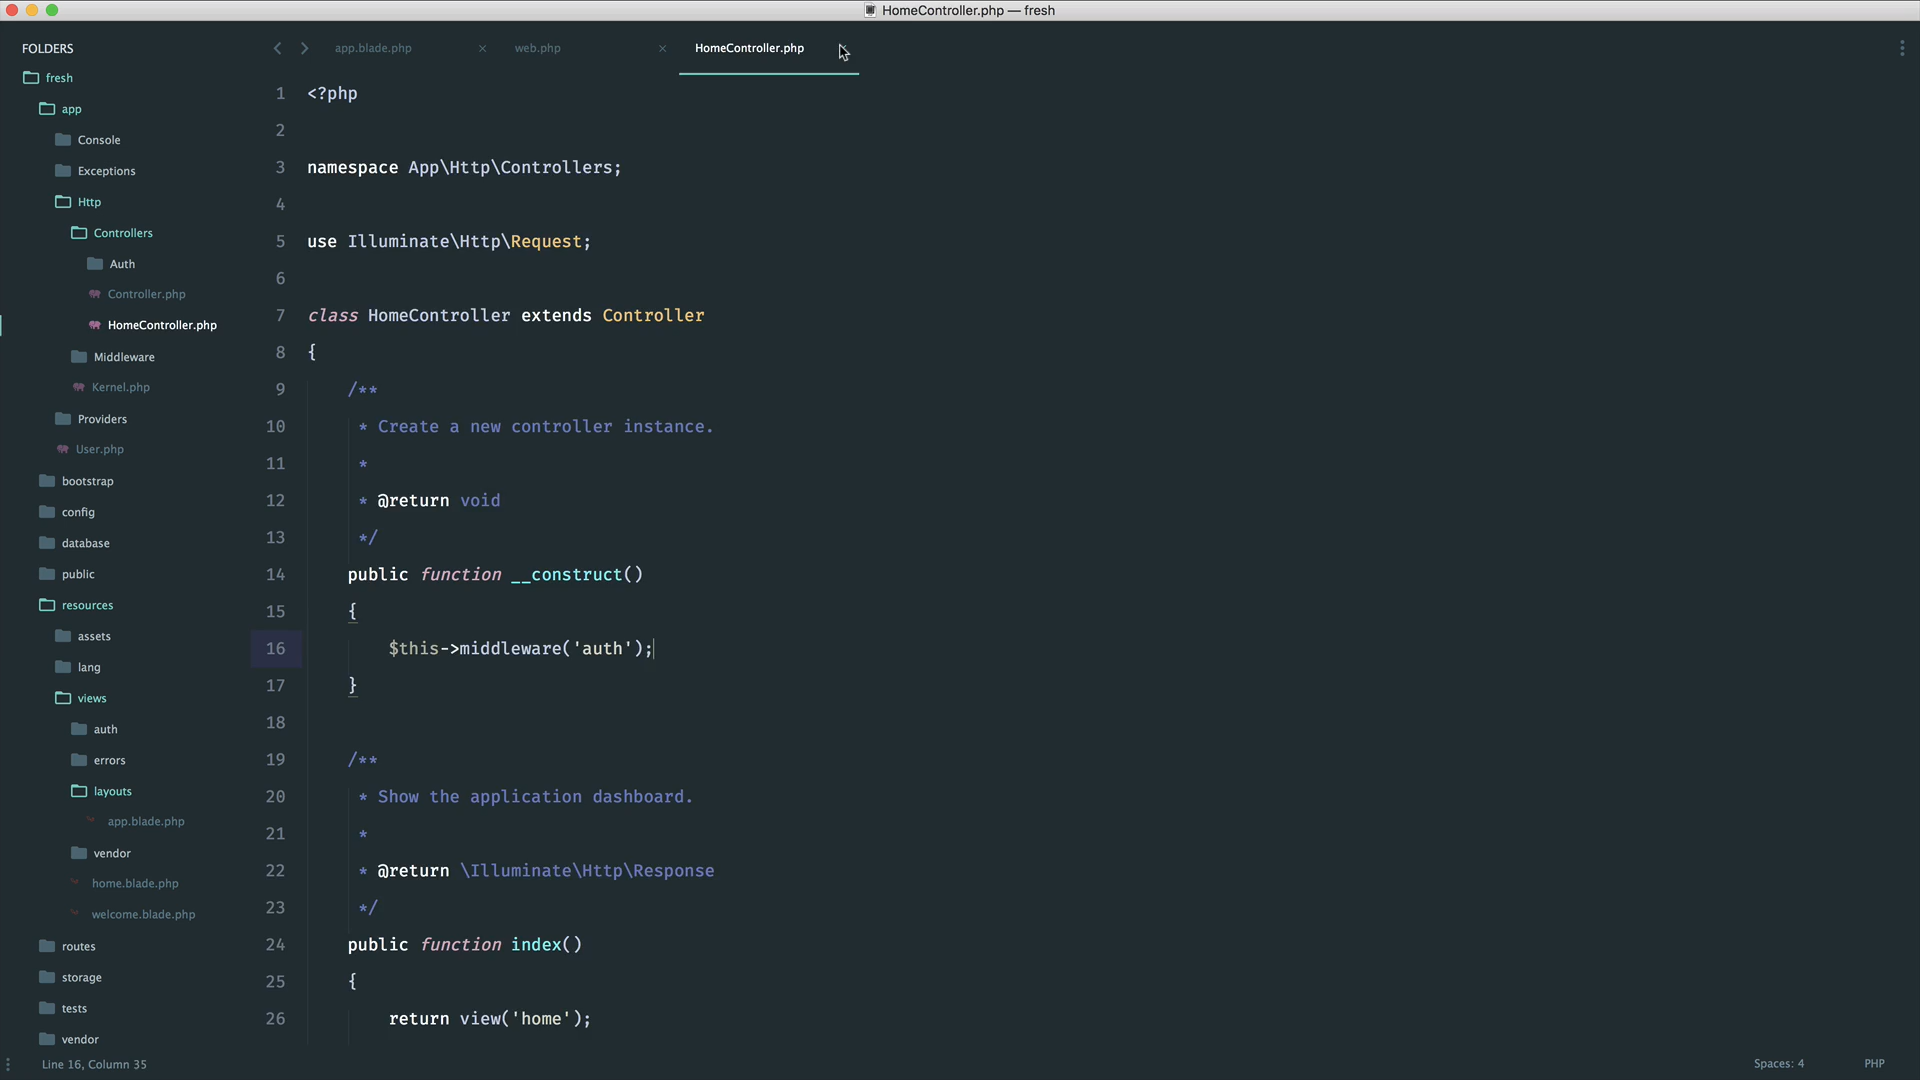 HomeController.php — fresh
FOLDERS
fresh
app
Console
Exceptions
Http
Controllers
Auth
Controller.php
HomeController.php
Middleware
Kernel.php
Providers
User.php
bootstrap
config
database
public
resources
assets
lang
views
auth
errors
layouts
app.blade.php
vendor
home.blade.php
welcome.blade.php
routes
storage
tests
vendor
app.blade.php × web.php × HomeController.php
1 <?php
2
3 namespace App\Http\Controllers;
4
5 use Illuminate\Http\Request;
6
7 class HomeController extends Controller
8 {
9 /**
10 * Create a new controller instance.
11 *
12 * @return void
13 */
14 public function __construct()
15 {
16 $this->middleware('auth');
17 }
18
19 /**
20 * Show the application dashboard.
21 *
22 * @return \Illuminate\Http\Response
23 */
24 public function index()
25 {
26 return view('home');
Line 16, Column 35
Spaces: 4 PHP